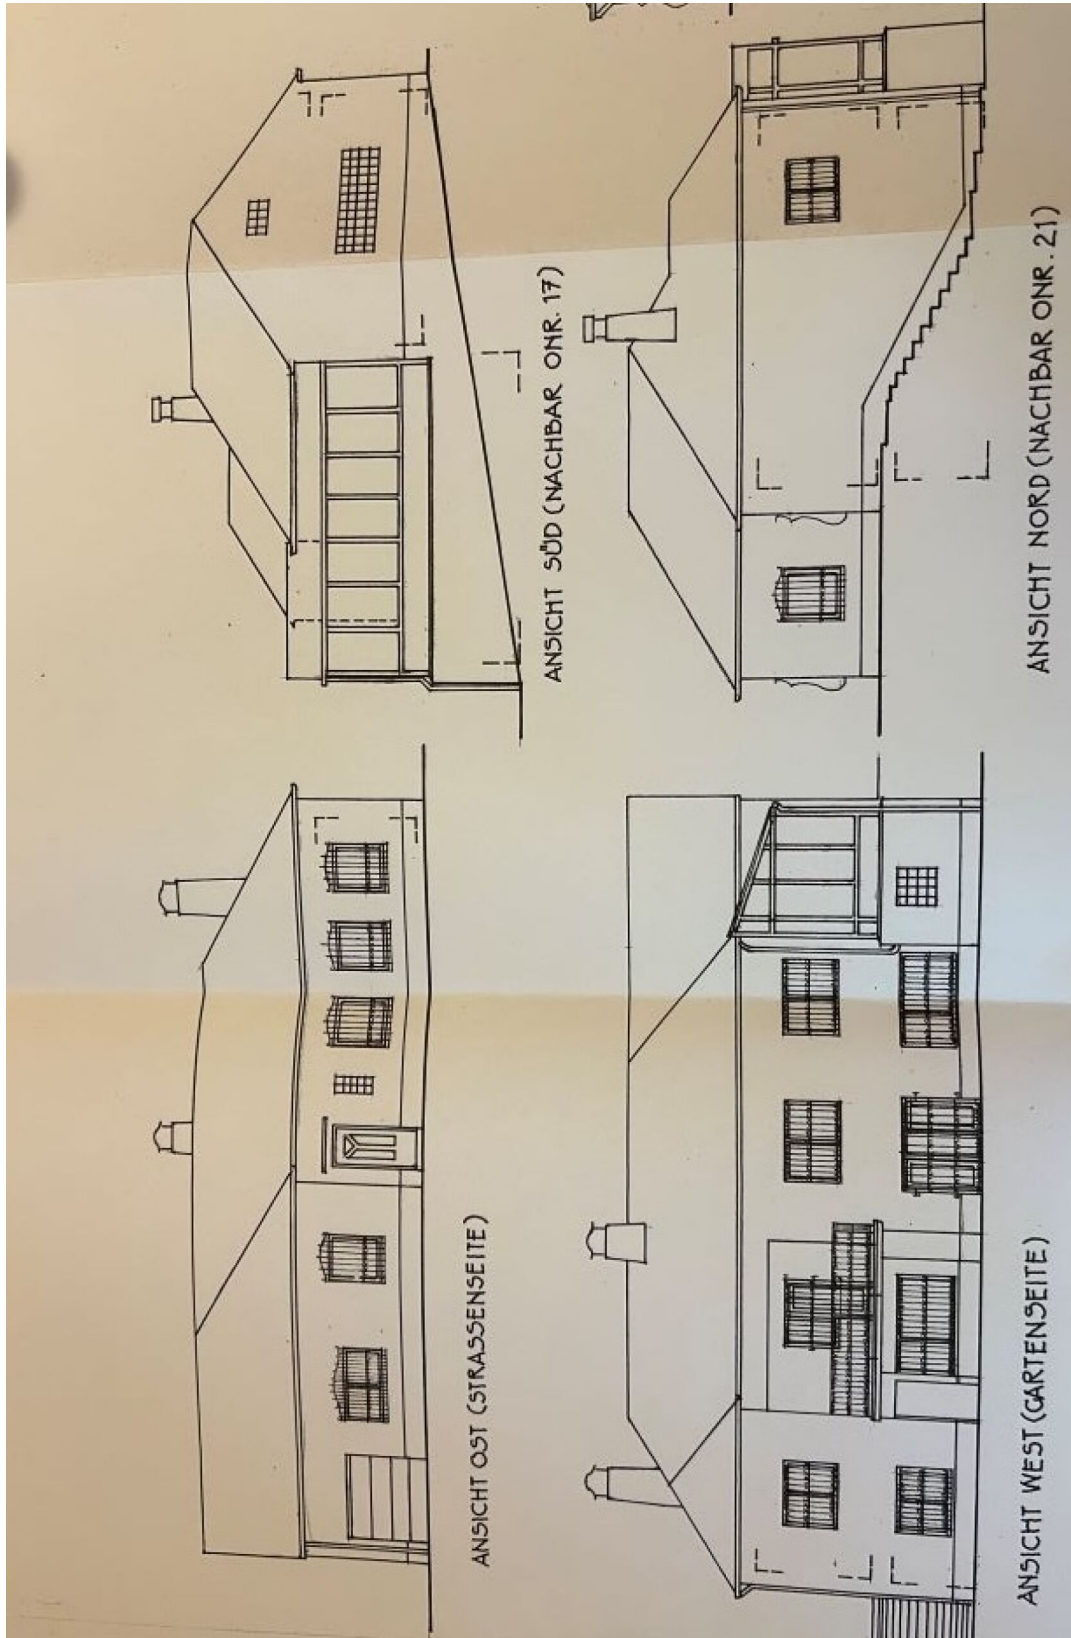 ANSICHT OST (STRASSENSEITE)
ANSICHT SÜD (NACHBAR ONR. 17)
ANSICHT WEST (GARTENSEITE)
ANSICHT NORD (NACHBAR ONR. 21)